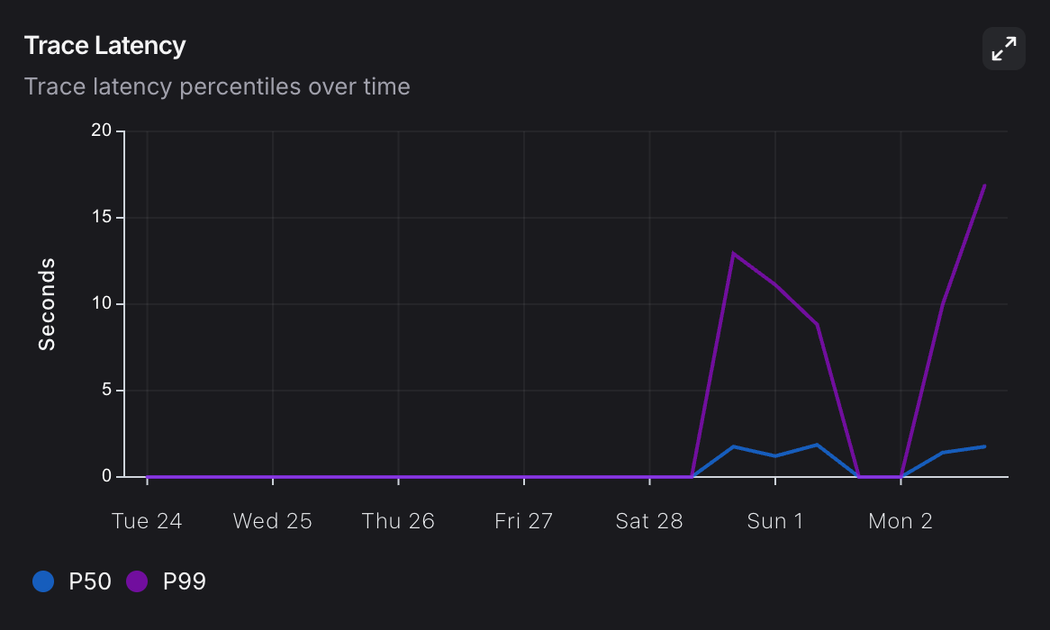 Trace Latency
Trace latency percentiles over time
20
15
10
5
0
Seconds
Tue 24 Wed 25 Thu 26 Fri 27 Sat 28 Sun 1 Mon 2
P50 P99